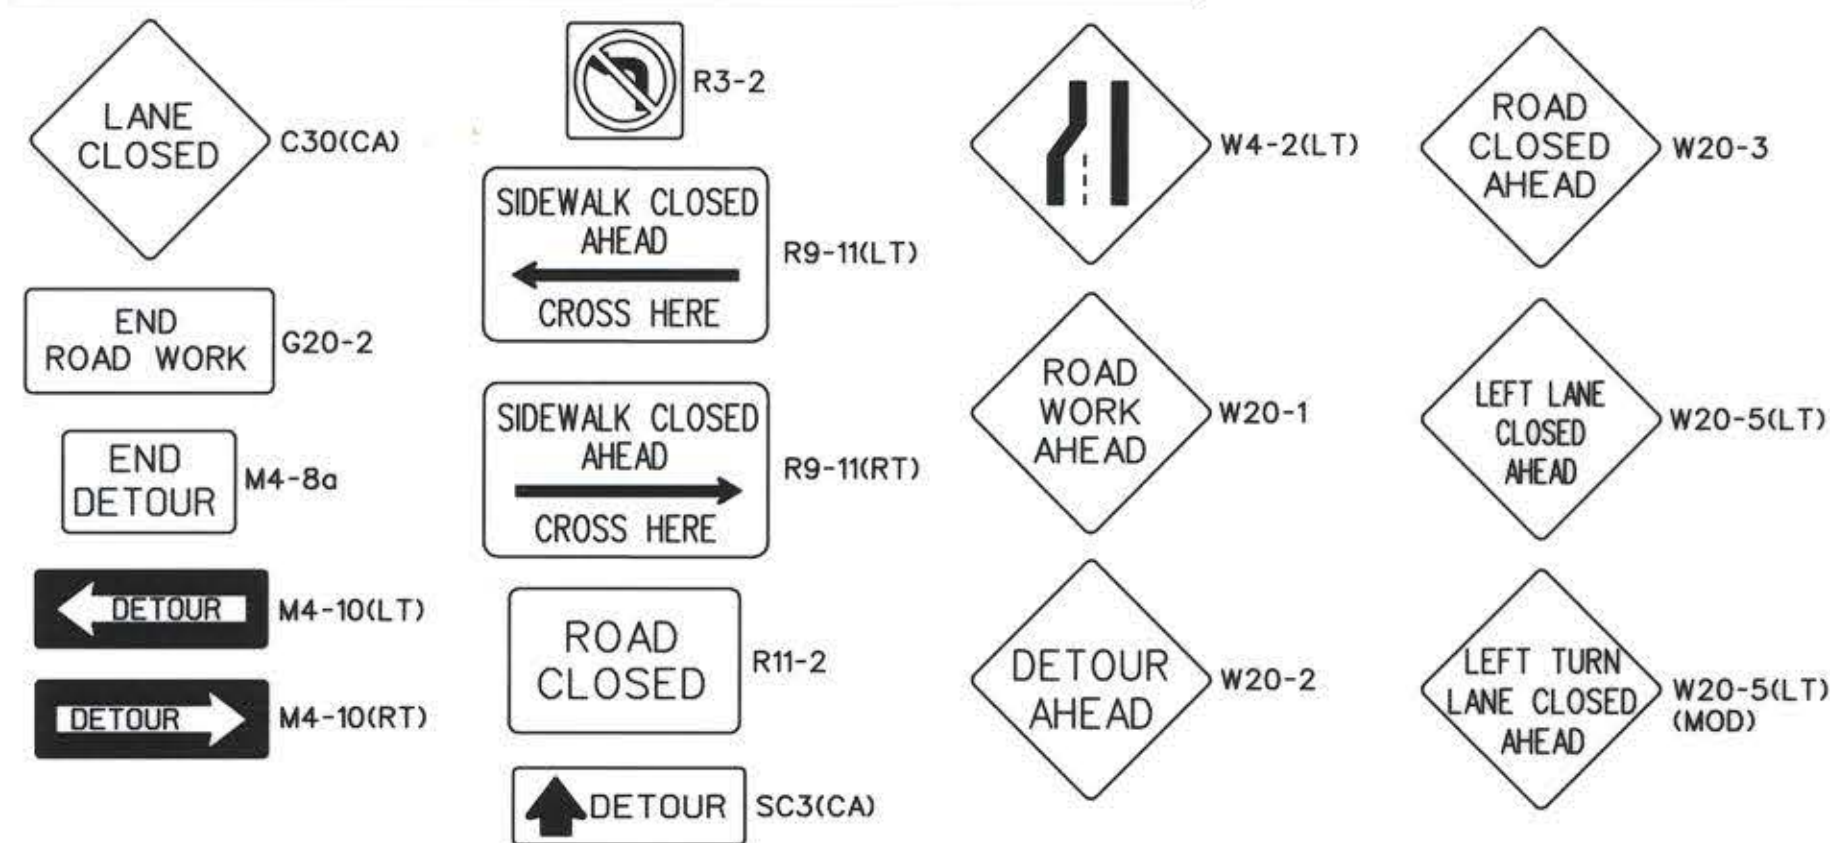 LANE
CLOSED
C30(CA)
END
ROAD WORK
G20-2
END
DETOUR
M4-8a
DETOUR
M4-10(LT)
DETOUR
M4-10(RT)
R3-2
SIDEWALK CLOSED
AHEAD
CROSS HERE
R9-11(LT)
SIDEWALK CLOSED
AHEAD
CROSS HERE
R9-11(RT)
ROAD
CLOSED
R11-2
DETOUR
SC3(CA)
W4-2(LT)
ROAD
WORK
AHEAD
W20-1
DETOUR
AHEAD
W20-2
ROAD
CLOSED
AHEAD
W20-3
LEFT LANE
CLOSED
AHEAD
W20-5(LT)
LEFT TURN
LANE CLOSED
AHEAD
W20-5(LT)
(MOD)